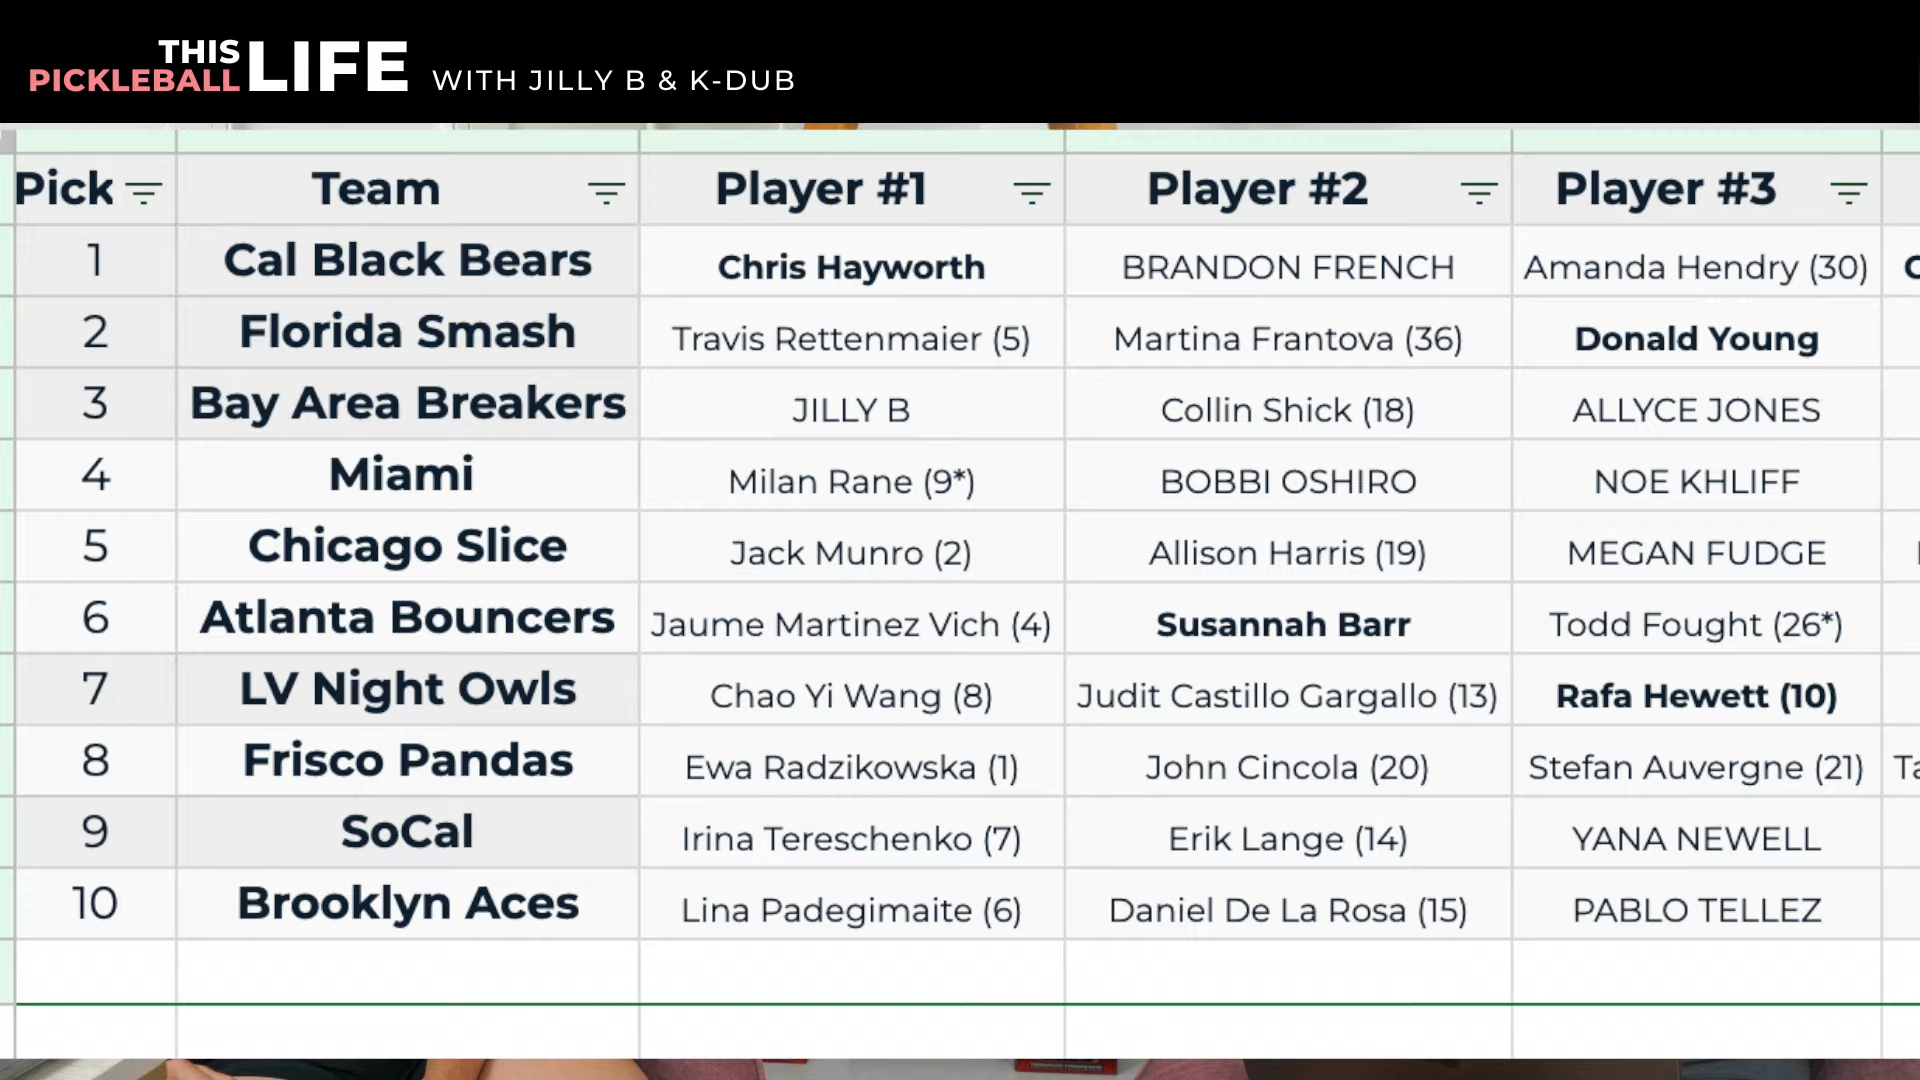 THIS
PICKLEBALL LIFE WITH JILLY B & K-DUB
Pick Team Player #1 Player #2 Player #3
1 Cal Black Bears Chris Hayworth BRANDON FRENCH Amanda Hendry (30)
2 Florida Smash Travis Rettenmaier (5) Martina Frantova (36) Donald Young
3 Bay Area Breakers JILLY B Collin Shick (18) ALLYCE JONES
4 Miami Milan Rane (9*) BOBBI OSHIRO NOE KHLIFF
5 Chicago Slice Jack Munro (2) Allison Harris (19) MEGAN FUDGE
6 Atlanta Bouncers Jaume Martinez Vich (4) Susannah Barr Todd Fought (26*)
7 LV Night Owls Chao Yi Wang (8) Judit Castillo Gargallo (13) Rafa Hewett (10)
8 Frisco Pandas Ewa Radzikowska (1) John Cincola (20) Stefan Auvergne (21)
9 SoCal Irina Tereschenko (7) Erik Lange (14) YANA NEWELL
10 Brooklyn Aces Lina Padegimaite (6) Daniel De La Rosa (15) PABLO TELLEZ